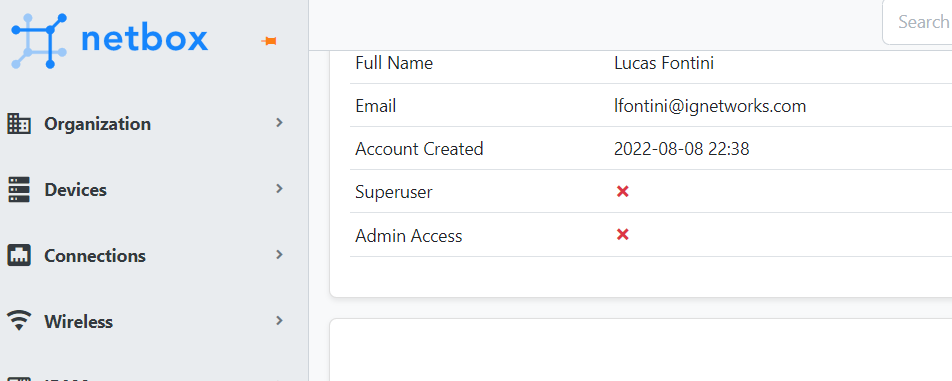 netbox
Search
Organization
Devices
Connections
Wireless
Full Name Lucas Fontini
Email lfontini@ignetworks.com
Account Created 2022-08-08 22:38
Superuser
Admin Access